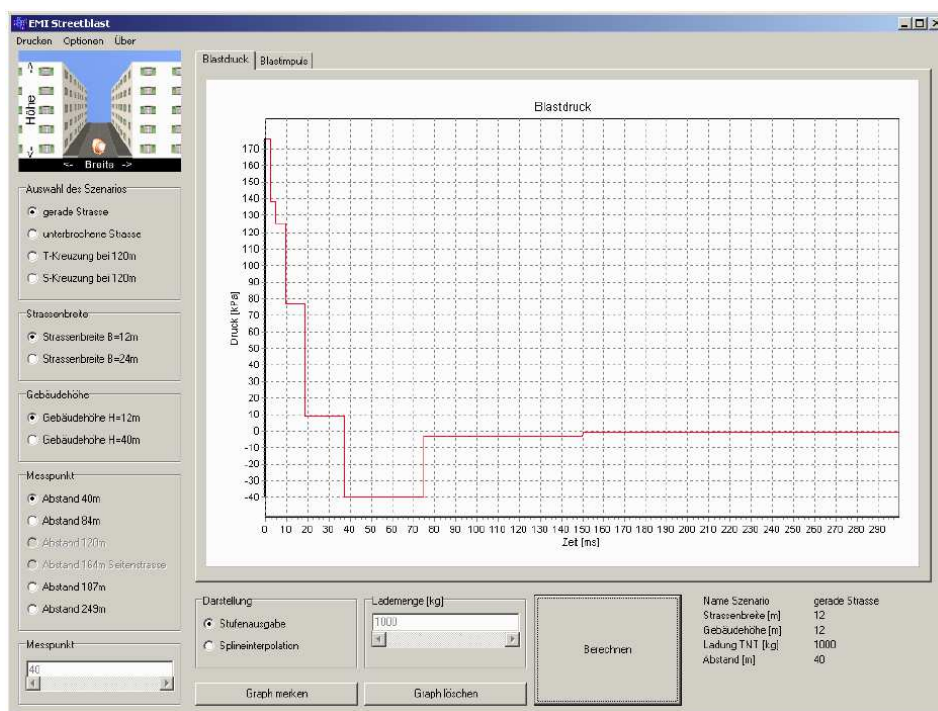 EMI Streetblast
Drucken Optionen Über
Höhe
<- Breite ->
Auswahl des Szenarios
gerade Strasse
unterbrochene Strasse
T-Kreuzung bei 120m
S-Kreuzung bei 120m
Strassenbreite
Strassenbreite B=12m
Strassenbreite B=24m
Gebäudehöhe
Gebäudehöhe H=12m
Gebäudehöhe H=40m
Messpunkt
Abstand 40m
Abstand 84m
Abstand 120m
Abstand 164m Seitenstrasse
Abstand 187m
Abstand 249m
Messpunkt
40
Blastdruck Blastimpuls
Blastdruck
170
160
150
140
130
120
110
100
90
80
70
60
50
40
30
20
10
0
-10
-20
-30
-40
Druck [kPa]
0 10 20 30 40 50 60 70 80 90 100 110 120 130 140 150 160 170 180 190 200 210 220 230 240 250 260 270 280 290
Zeit [ms]
Darstellung
Stufenausgabe
Splineinterpolation
Lademenge [kg]
1000
Berechnen
Graph merken
Graph löschen
Name Szenario gerade Strasse
Strassenbreite [m] 12
Gebäudehöhe [m] 12
Ladung TNT [kg] 1000
Abstand [m] 40